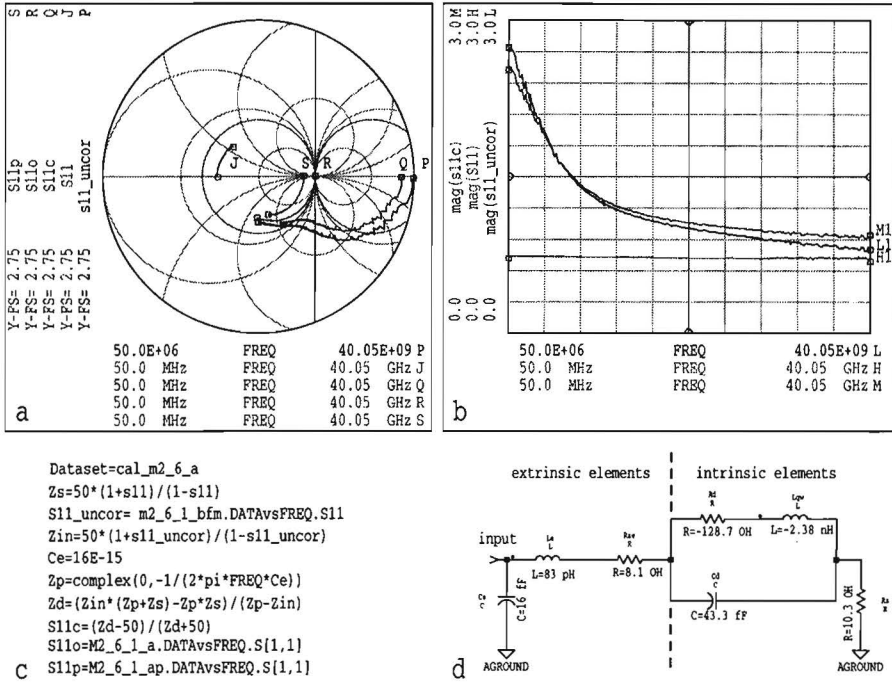 S
R
Q
J
P
S11p
S11o
S11c
S11
s11_uncor
Y-FS= 2.75
Y-FS= 2.75
Y-FS= 2.75
Y-FS= 2.75
Y-FS= 2.75
J
S
R
Q
P
50.0E+06 FREQ 40.05E+09 P
50.0 MHz FREQ 40.05 GHz J
50.0 MHz FREQ 40.05 GHz Q
50.0 MHz FREQ 40.05 GHz R
50.0 MHz FREQ 40.05 GHz S
a
3.0 M
3.0 H
3.0 L
mag(s11c)
mag(S11)
mag(s11_uncor)
0.0
0.0
0.0
M1
L1
H1
50.0E+06 FREQ 40.05E+09 L
50.0 MHz FREQ 40.05 GHz H
50.0 MHz FREQ 40.05 GHz M
b
Dataset=cal_m2_6_a
Zs=50*(1+s11)/(1-s11)
S11_uncor= m2_6_1_bfm.DATAvsFREQ.S11
Zin=50*(1+s11_uncor)/(1-s11_uncor)
Ce=16E-15
Zp=complex(0,-1/(2*pi*FREQ*Ce)
Zd=(Zin*(Zp+Zs)-Zp*Zs)/(Zp-Zin)
S11c=(Zd-50)/(Zd+50)
S11o=M2_6_1_a.DATAvsFREQ.S[1,1]
S11p=M2_6_1_ap.DATAvsFREQ.S[1,1]
c
extrinsic elements
intrinsic elements
input
Le
L
L=83 pH
R
R=8.1 OH
Rd
R
R=-128.7 OH
Lqw
L
L=-2.38 nH
Cd
C
C=43.3 fF
C
C=16 fF
R=10.3 OH
Rs
R
AGROUND
AGROUND
d